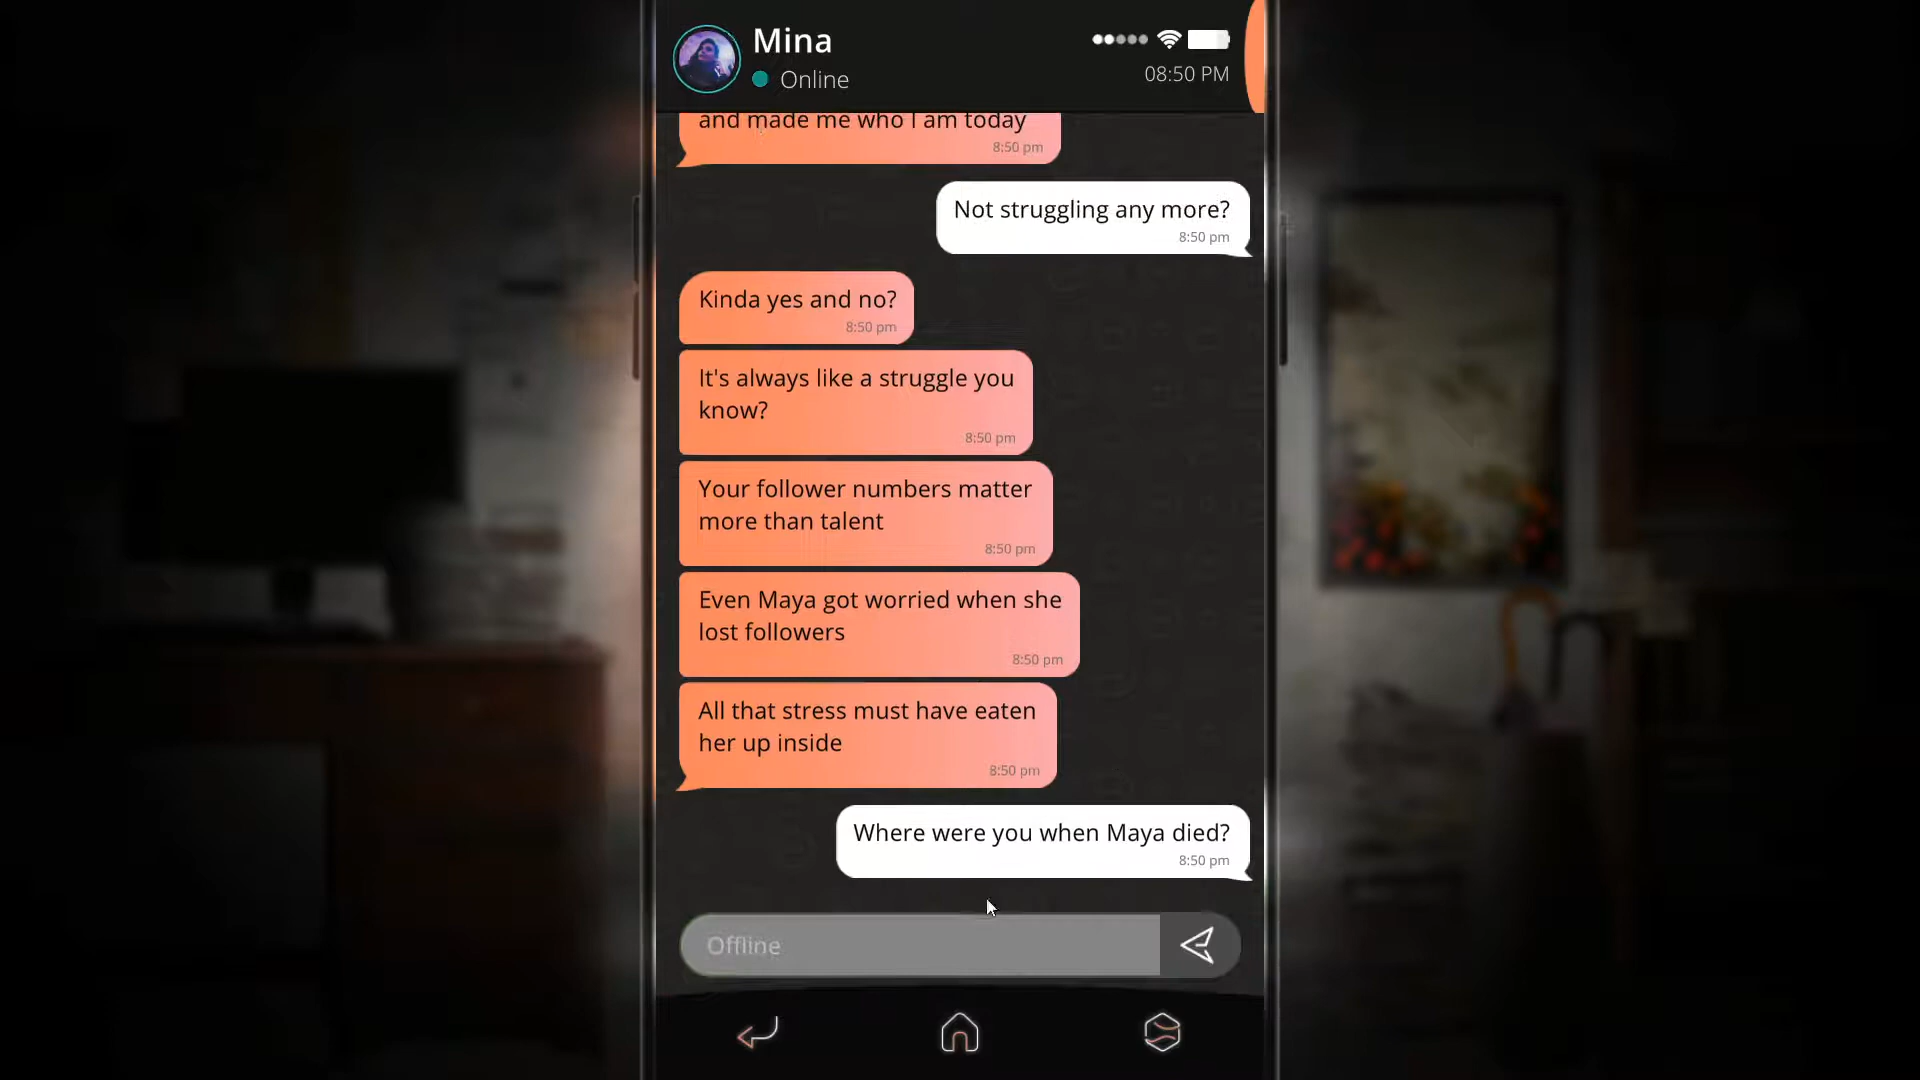 Mina
Online
08:50 PM
and made me who I am today
8:50 pm
Not struggling any more?
8:50 pm
Kinda yes and no?
8:50 pm
It's always like a struggle you
know?
8:50 pm
Your follower numbers matter
more than talent
8:50 pm
Even Maya got worried when she
lost followers
8:50 pm
All that stress must have eaten
her up inside
8:50 pm
Where were you when Maya died?
8:50 pm
Offline